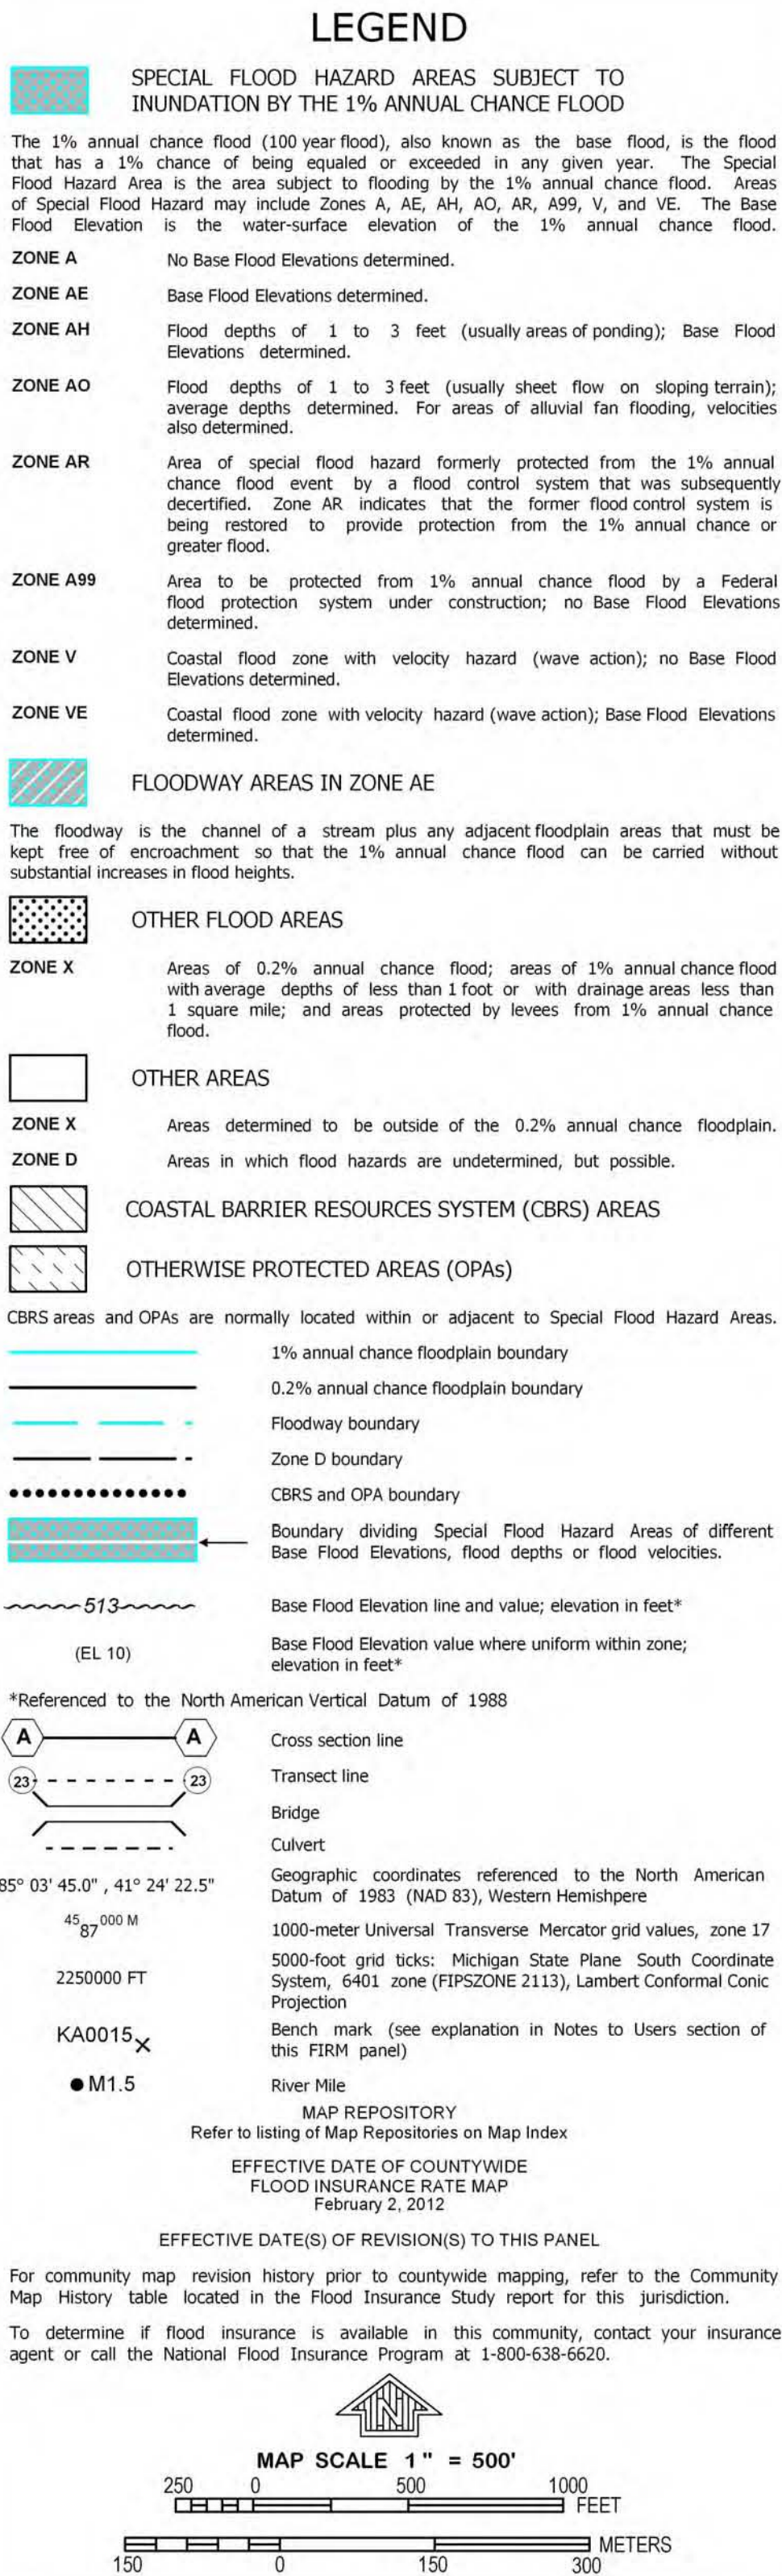 LEGEND
SPECIAL FLOOD HAZARD AREAS SUBJECT TO
INUNDATION BY THE 1% ANNUAL CHANCE FLOOD
The 1% annual chance flood (100 year flood), also known as the base flood, is the flood
that has a 1% chance of being equaled or exceeded in any given year. The Special
Flood Hazard Area is the area subject to flooding by the 1% annual chance flood. Areas
of Special Flood Hazard may include Zones A, AE, AH, AO, AR, A99, V, and VE. The Base
Flood Elevation is the water-surface elevation of the 1% annual chance flood.
ZONE A No Base Flood Elevations determined.
ZONE AE Base Flood Elevations determined.
ZONE AH Flood depths of 1 to 3 feet (usually areas of ponding); Base Flood
Elevations determined.
ZONE AO Flood depths of 1 to 3 feet (usually sheet flow on sloping terrain);
average depths determined. For areas of alluvial fan flooding, velocities
also determined.
ZONE AR Area of special flood hazard formerly protected from the 1% annual
chance flood event by a flood control system that was subsequently
decertified. Zone AR indicates that the former flood control system is
being restored to provide protection from the 1% annual chance or
greater flood.
ZONE A99 Area to be protected from 1% annual chance flood by a Federal
flood protection system under construction; no Base Flood Elevations
determined.
ZONE V Coastal flood zone with velocity hazard (wave action); no Base Flood
Elevations determined.
ZONE VE Coastal flood zone with velocity hazard (wave action); Base Flood Elevations
determined.
FLOODWAY AREAS IN ZONE AE
The floodway is the channel of a stream plus any adjacent floodplain areas that must be
kept free of encroachment so that the 1% annual chance flood can be carried without
substantial increases in flood heights.
OTHER FLOOD AREAS
ZONE X Areas of 0.2% annual chance flood; areas of 1% annual chance flood
with average depths of less than 1 foot or with drainage areas less than
1 square mile; and areas protected by levees from 1% annual chance
flood.
OTHER AREAS
ZONE X Areas determined to be outside of the 0.2% annual chance floodplain.
ZONE D Areas in which flood hazards are undetermined, but possible.
COASTAL BARRIER RESOURCES SYSTEM (CBRS) AREAS
OTHERWISE PROTECTED AREAS (OPAs)
CBRS areas and OPAs are normally located within or adjacent to Special Flood Hazard Areas.
1% annual chance floodplain boundary
0.2% annual chance floodplain boundary
Floodway boundary
Zone D boundary
CBRS and OPA boundary
Boundary dividing Special Flood Hazard Areas of different
Base Flood Elevations, flood depths or flood velocities.
513 Base Flood Elevation line and value; elevation in feet*
(EL 10) Base Flood Elevation value where uniform within zone;
elevation in feet*
*Referenced to the North American Vertical Datum of 1988
A A Cross section line
23 23 Transect line
Bridge
Culvert
85° 03' 45.0" , 41° 24' 22.5" Geographic coordinates referenced to the North American
Datum of 1983 (NAD 83), Western Hemishpere
45 87 000 M 1000-meter Universal Transverse Mercator grid values, zone 17
2250000 FT 5000-foot grid ticks: Michigan State Plane South Coordinate
System, 6401 zone (FIPSZONE 2113), Lambert Conformal Conic
Projection
KA0015 X Bench mark (see explanation in Notes to Users section of
this FIRM panel)
●M1.5 River Mile
MAP REPOSITORY
Refer to listing of Map Repositories on Map Index
EFFECTIVE DATE OF COUNTYWIDE
FLOOD INSURANCE RATE MAP
February 2, 2012
EFFECTIVE DATE(S) OF REVISION(S) TO THIS PANEL
For community map revision history prior to countywide mapping, refer to the Community
Map History table located in the Flood Insurance Study report for this jurisdiction.
To determine if flood insurance is available in this community, contact your insurance
agent or call the National Flood Insurance Program at 1-800-638-6620.
N
MAP SCALE 1" = 500'
250 0 500 1000
FEET
METERS
150 0 150 300